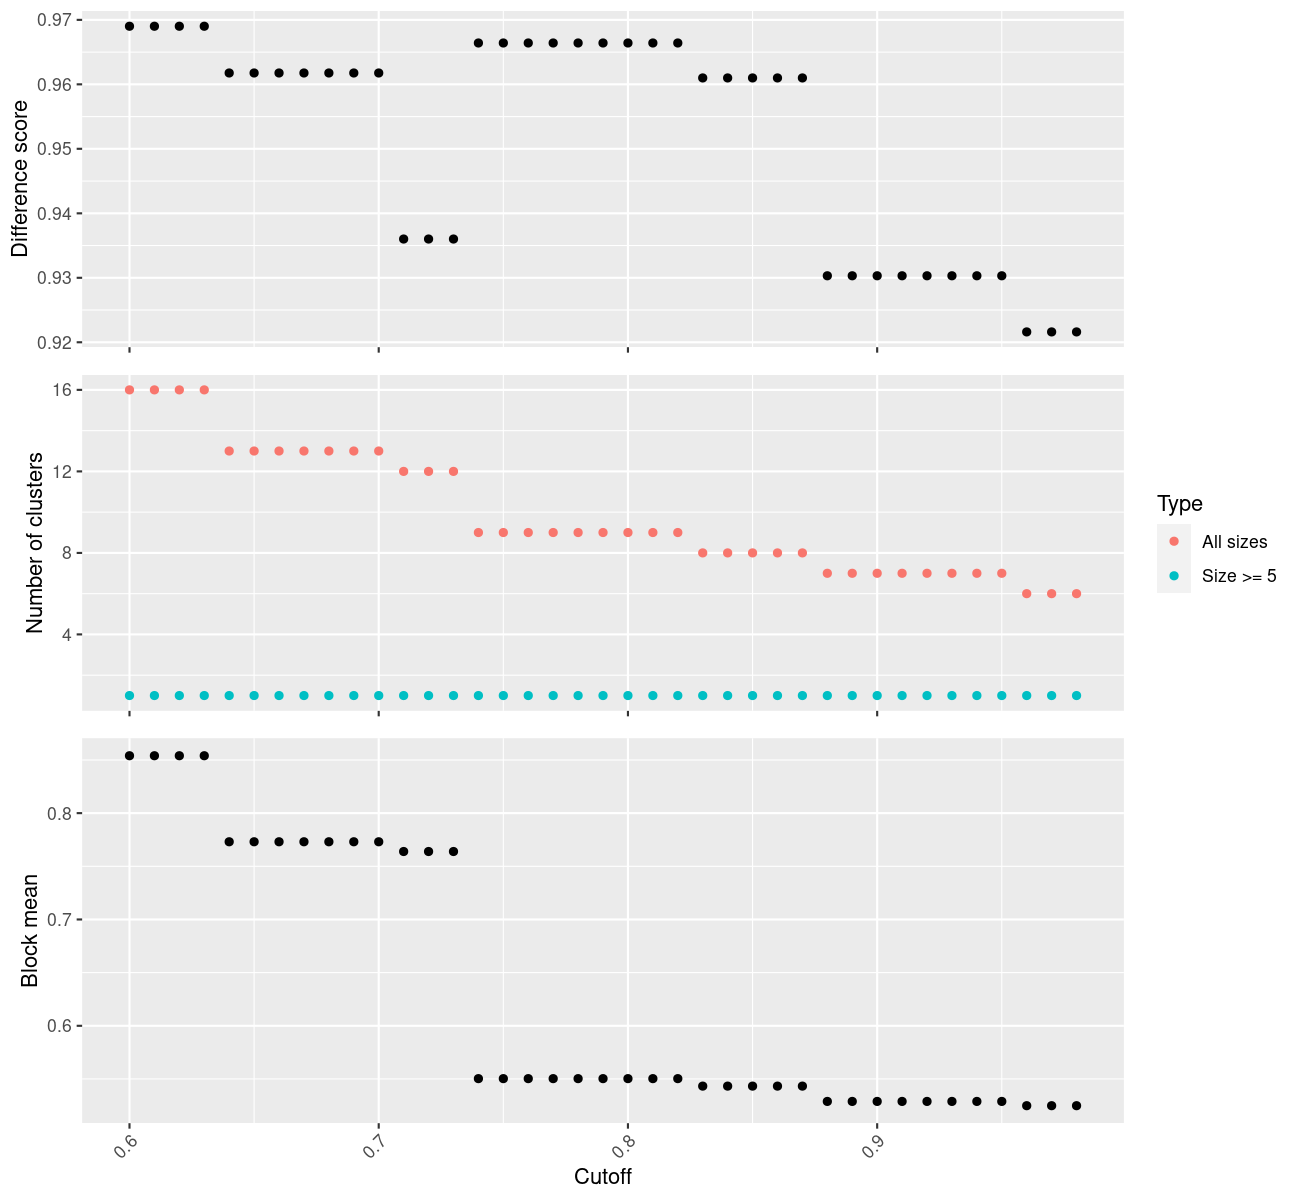 Difference score
0.97
0.96
0.95
0.94
0.93
0.92
Number of clusters
16
12
8
4
Type
All sizes
Size >= 5
Block mean
0.8
0.7
0.6
0.6
0.7
0.8
0.9
Cutoff